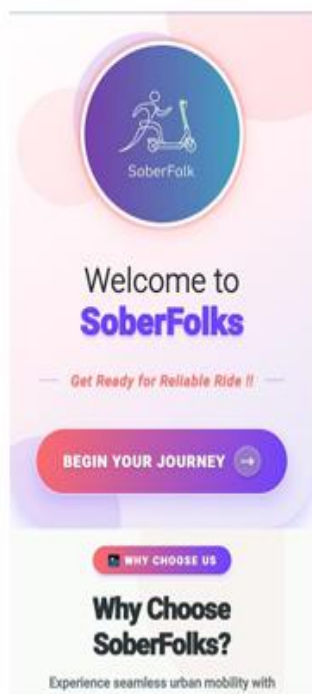 SoberFolk
Welcome to
SoberFolks
Get Ready for Reliable Ride !!
BEGIN YOUR JOURNEY
WHY CHOOSE US
Why Choose
SoberFolks?
Experience seamless urban mobility with